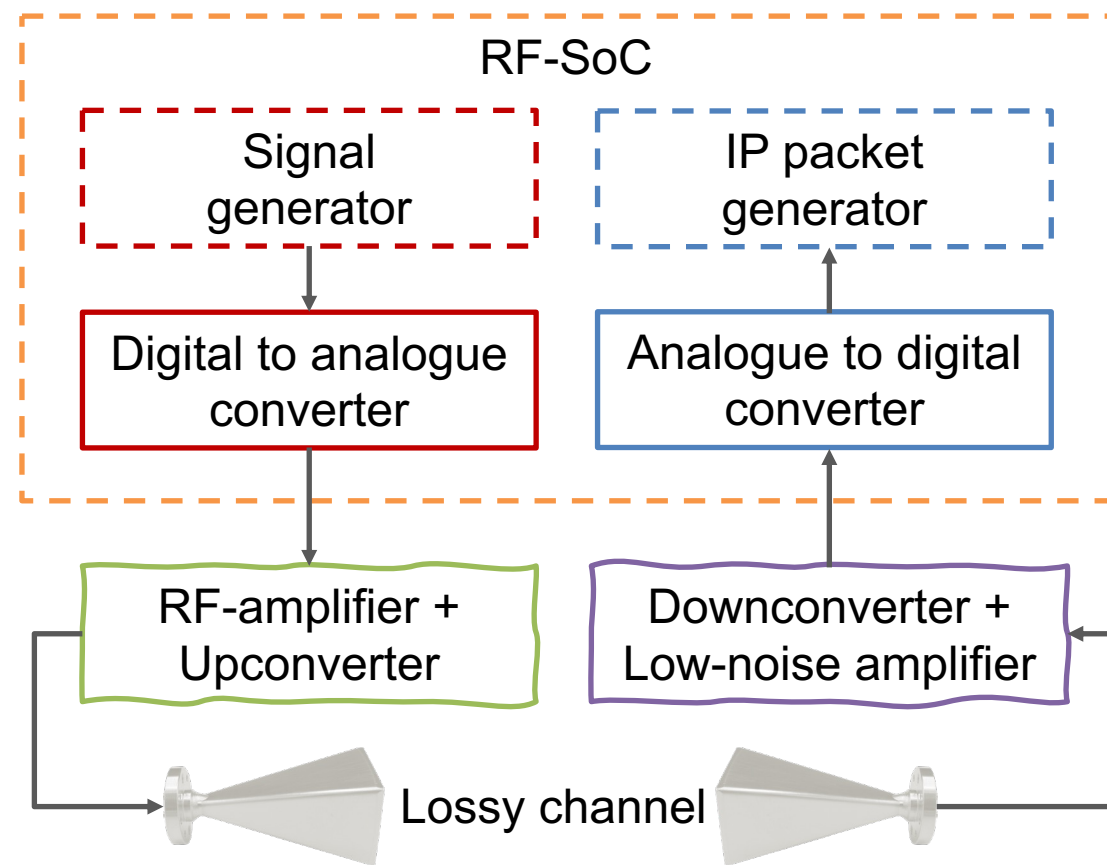 RF-SoC
Signal
generator
IP packet
generator
Digital to analogue
converter
Analogue to digital
converter
RF-amplifier +
Upconverter
Downconverter +
Low-noise amplifier
Lossy channel